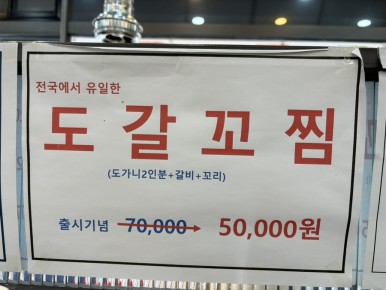 전국에서 유일한
도갈꼬찜
(도가니2인분+갈비+꼬리)
출시기념 70,000→ 50,000원